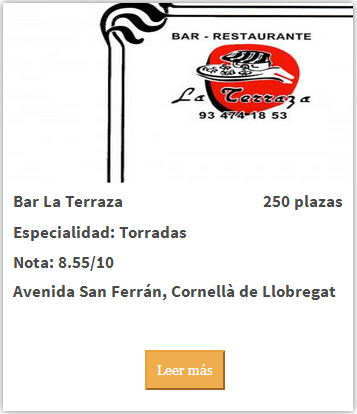 BAR - RESTAURANTE
La Terraza
93 474 18 53
Bar La Terraza 250 plazas
Especialidad: Torradas
Nota: 8.55/10
Avenida San Ferrán, Cornellà de Llobregat
Leer más